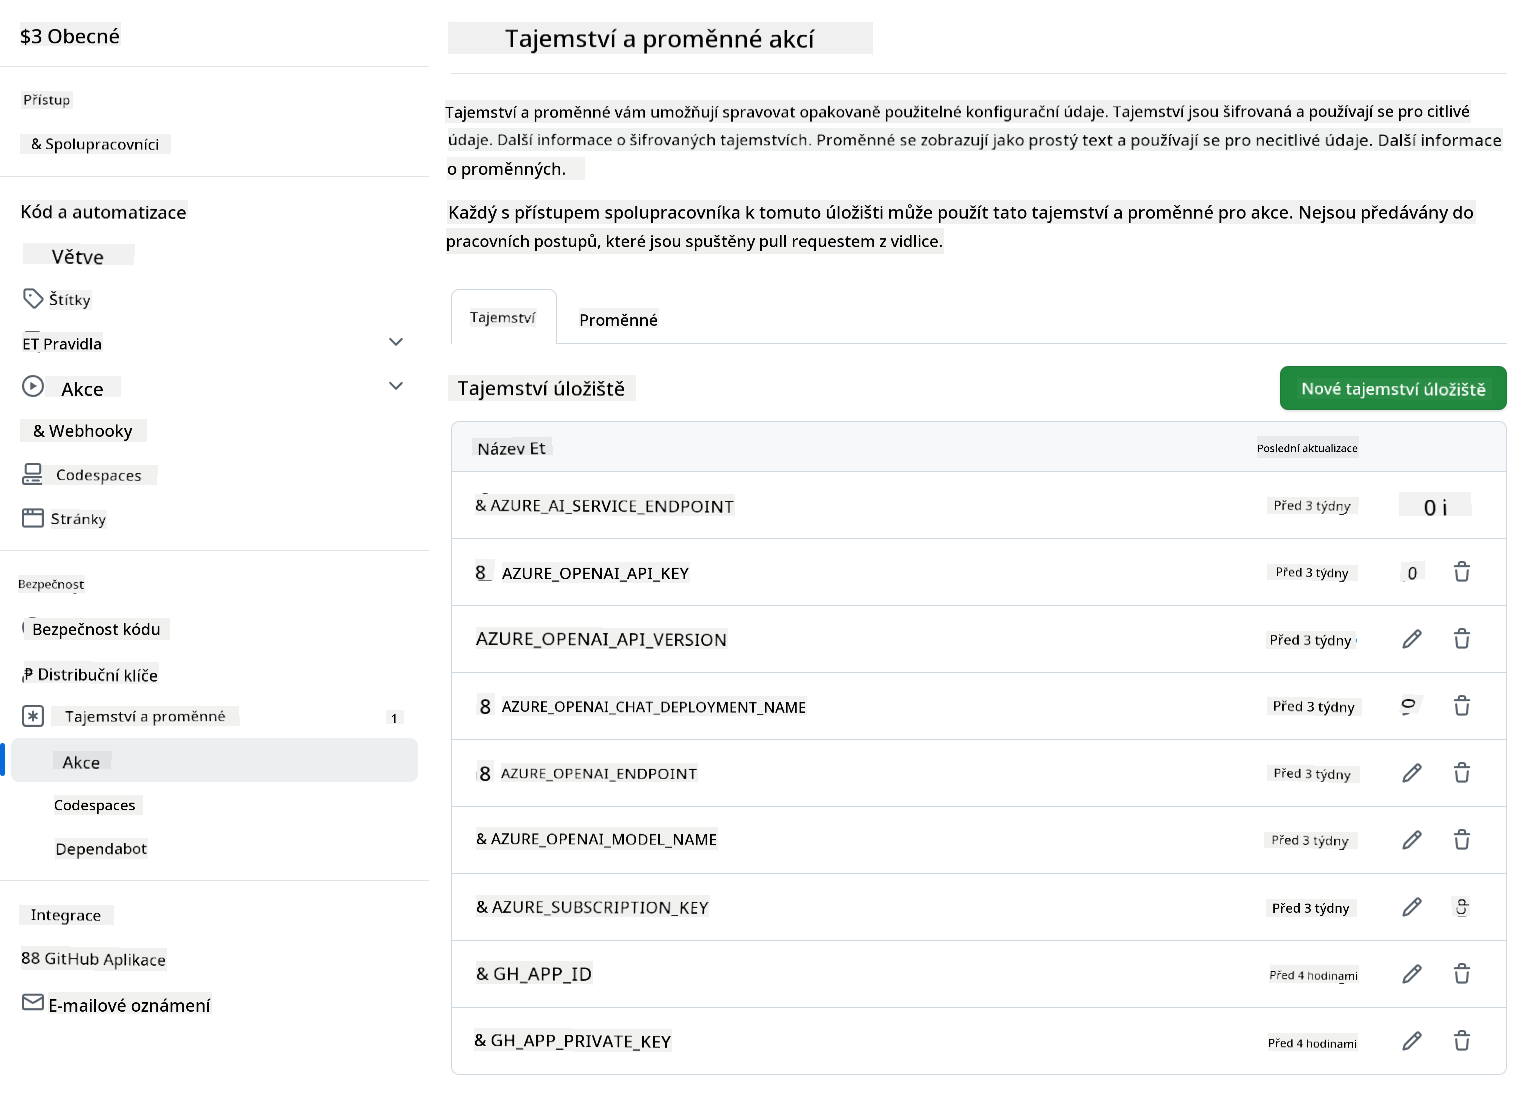 $3 Obecné
Přístup
& Spolupracovníci
Kód a automatizace
Větve
Štítky
ET Pravidla
Akce
& Webhooky
Codespaces
Stránky
Bezpečnost
Bezpečnost kódu
Distribuční klíče
Tajemství a proměnné 1
Akce
Codespaces
Dependabot
Integrace
88 GitHub Aplikace
E-mailové oznámení
Tajemství a proměnné akcí
Tajemství a proměnné vám umožňují spravovat opakovaně použitelné konfigurační údaje. Tajemství jsou šifrovaná a používají se pro citlivé
údaje. Další informace o šifrovaných tajemstvích. Proměnné se zobrazují jako prostý text a používají se pro necitlivé údaje. Další informace
o proměnných.
Každý s přístupem spolupracovníka k tomuto úložišti může použít tato tajemství a proměnné pro akce. Nejsou předávány do
pracovních postupů, které jsou spuštěny pull requestem z vidlice.
Tajemství Proměnné
Tajemství úložiště Nové tajemství úložiště
Název Et Poslední aktualizace
& AZURE_AI_SERVICE_ENDPOINT Před 3 týdny 0 i
8 AZURE_OPENAI_API_KEY Před 3 týdny 0
AZURE_OPENAI_API_VERSION Před 3 týdny
8 AZURE_OPENAI_CHAT_DEPLOYMENT_NAME Před 3 týdny
8 AZURE_OPENAI_ENDPOINT Před 3 týdny
& AZURE_OPENAI_MODEL_NAME Před 3 týdny
& AZURE_SUBSCRIPTION_KEY Před 3 týdny
& GH_APP_ID Před 4 hodinami
& GH_APP_PRIVATE_KEY Před 4 hodinami